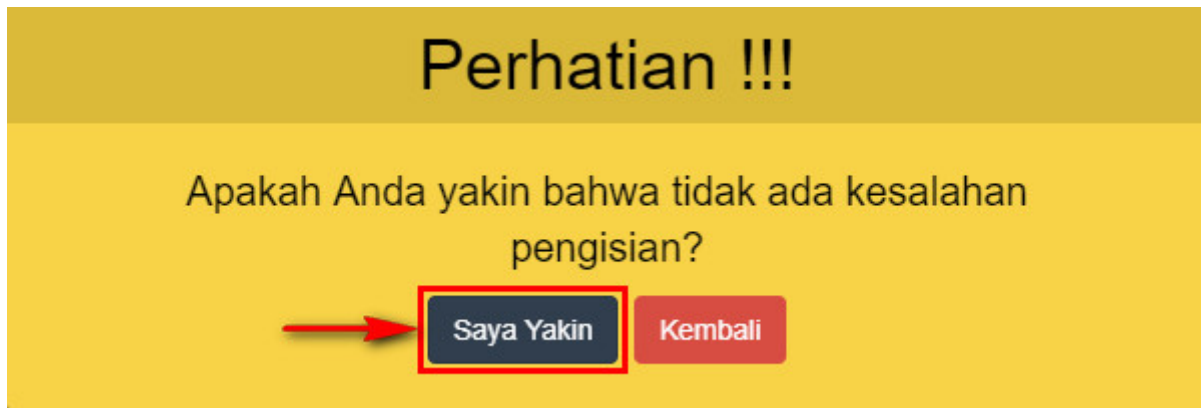 Perhatian !!!
Apakah Anda yakin bahwa tidak ada kesalahan
pengisian?
Saya Yakin
Kembali